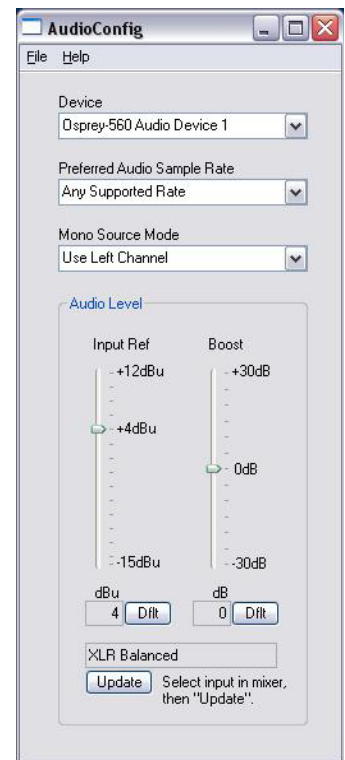 AudioConfig
File Help
Device
Osprey-560 Audio Device 1
Preferred Audio Sample Rate
Any Supported Rate
Mono Source Mode
Use Left Channel
Audio Level
Input Ref Boost
+12dBu +30dB
+4dBu
0dB
-15dBu -30dB
dBu dB
4 Dflt 0 Dflt
XLR Balanced
Update Select input in mixer,
then "Update".